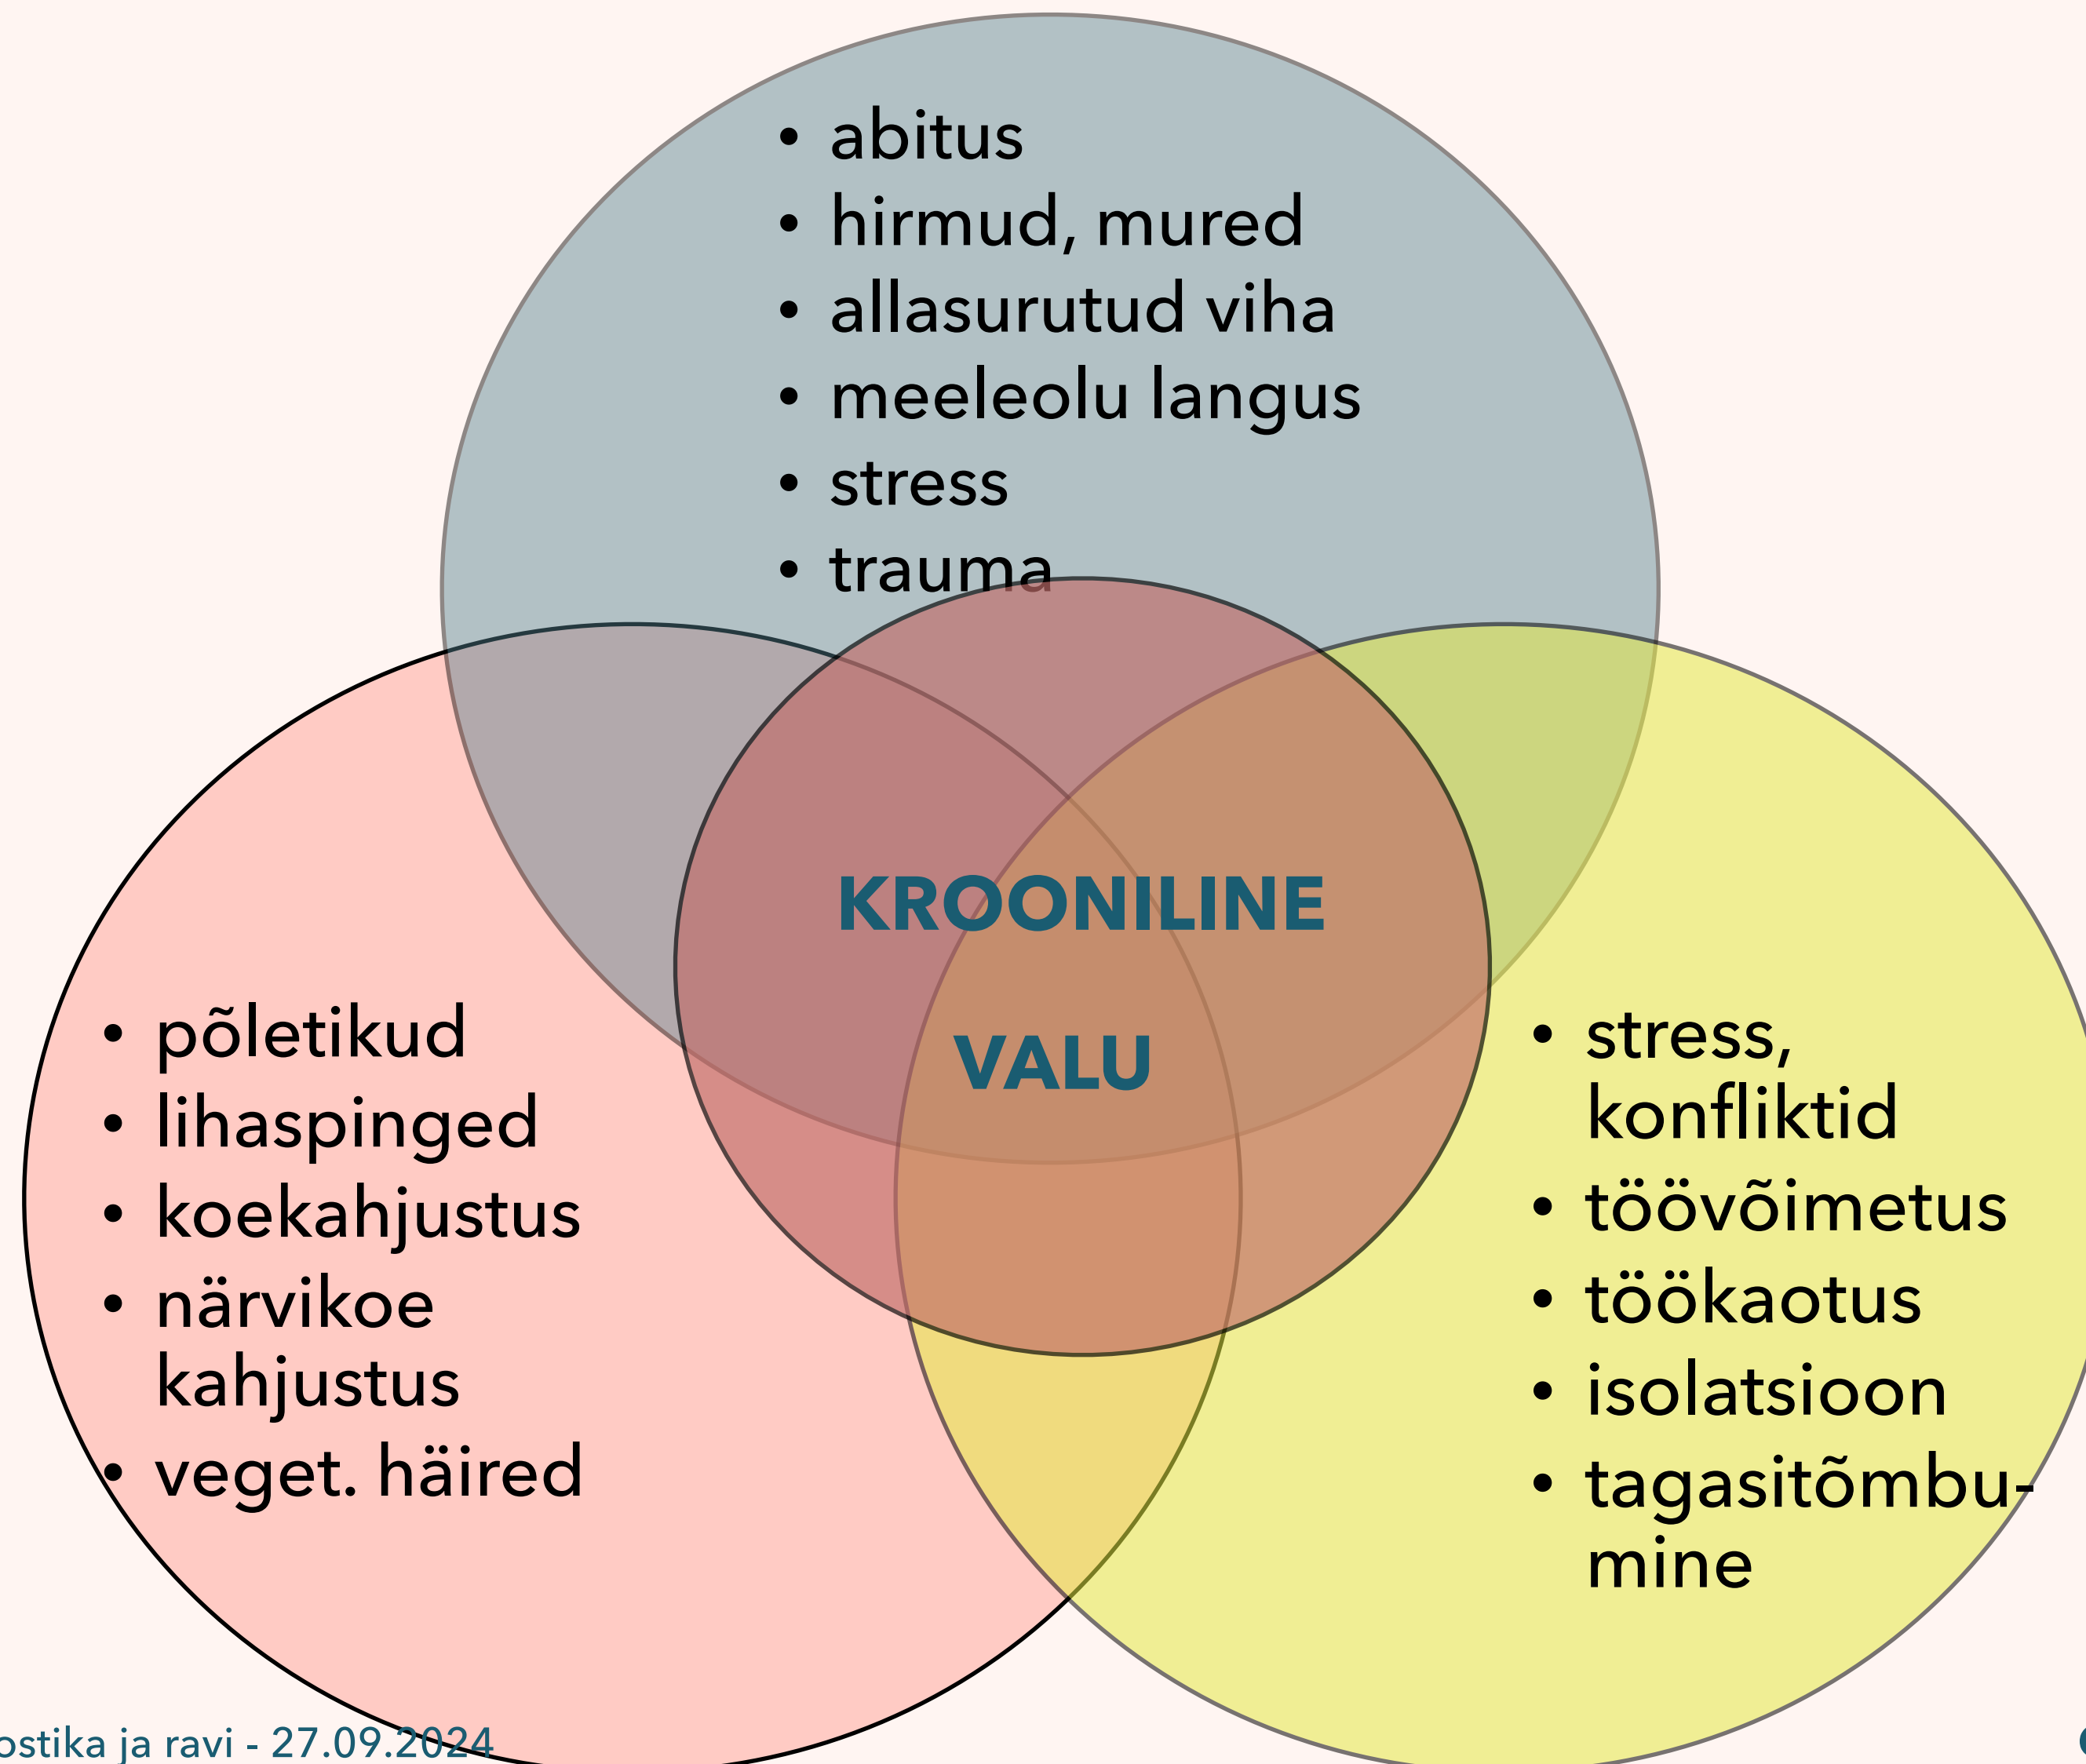 • abitus
• hirmud, mured
• allasurutud viha
• meeleolu langus
• stress
• trauma
KROONILINE
VALU
• põletikud
• lihaspinged
• koekahjustus
• närvikoe
kahjustus
• veget. häired
• stress,
konfliktid
• töövõimetus
• töökaotus
• isolatsioon
• tagasitõmbu-
mine
ja ravi - 27.09.2024